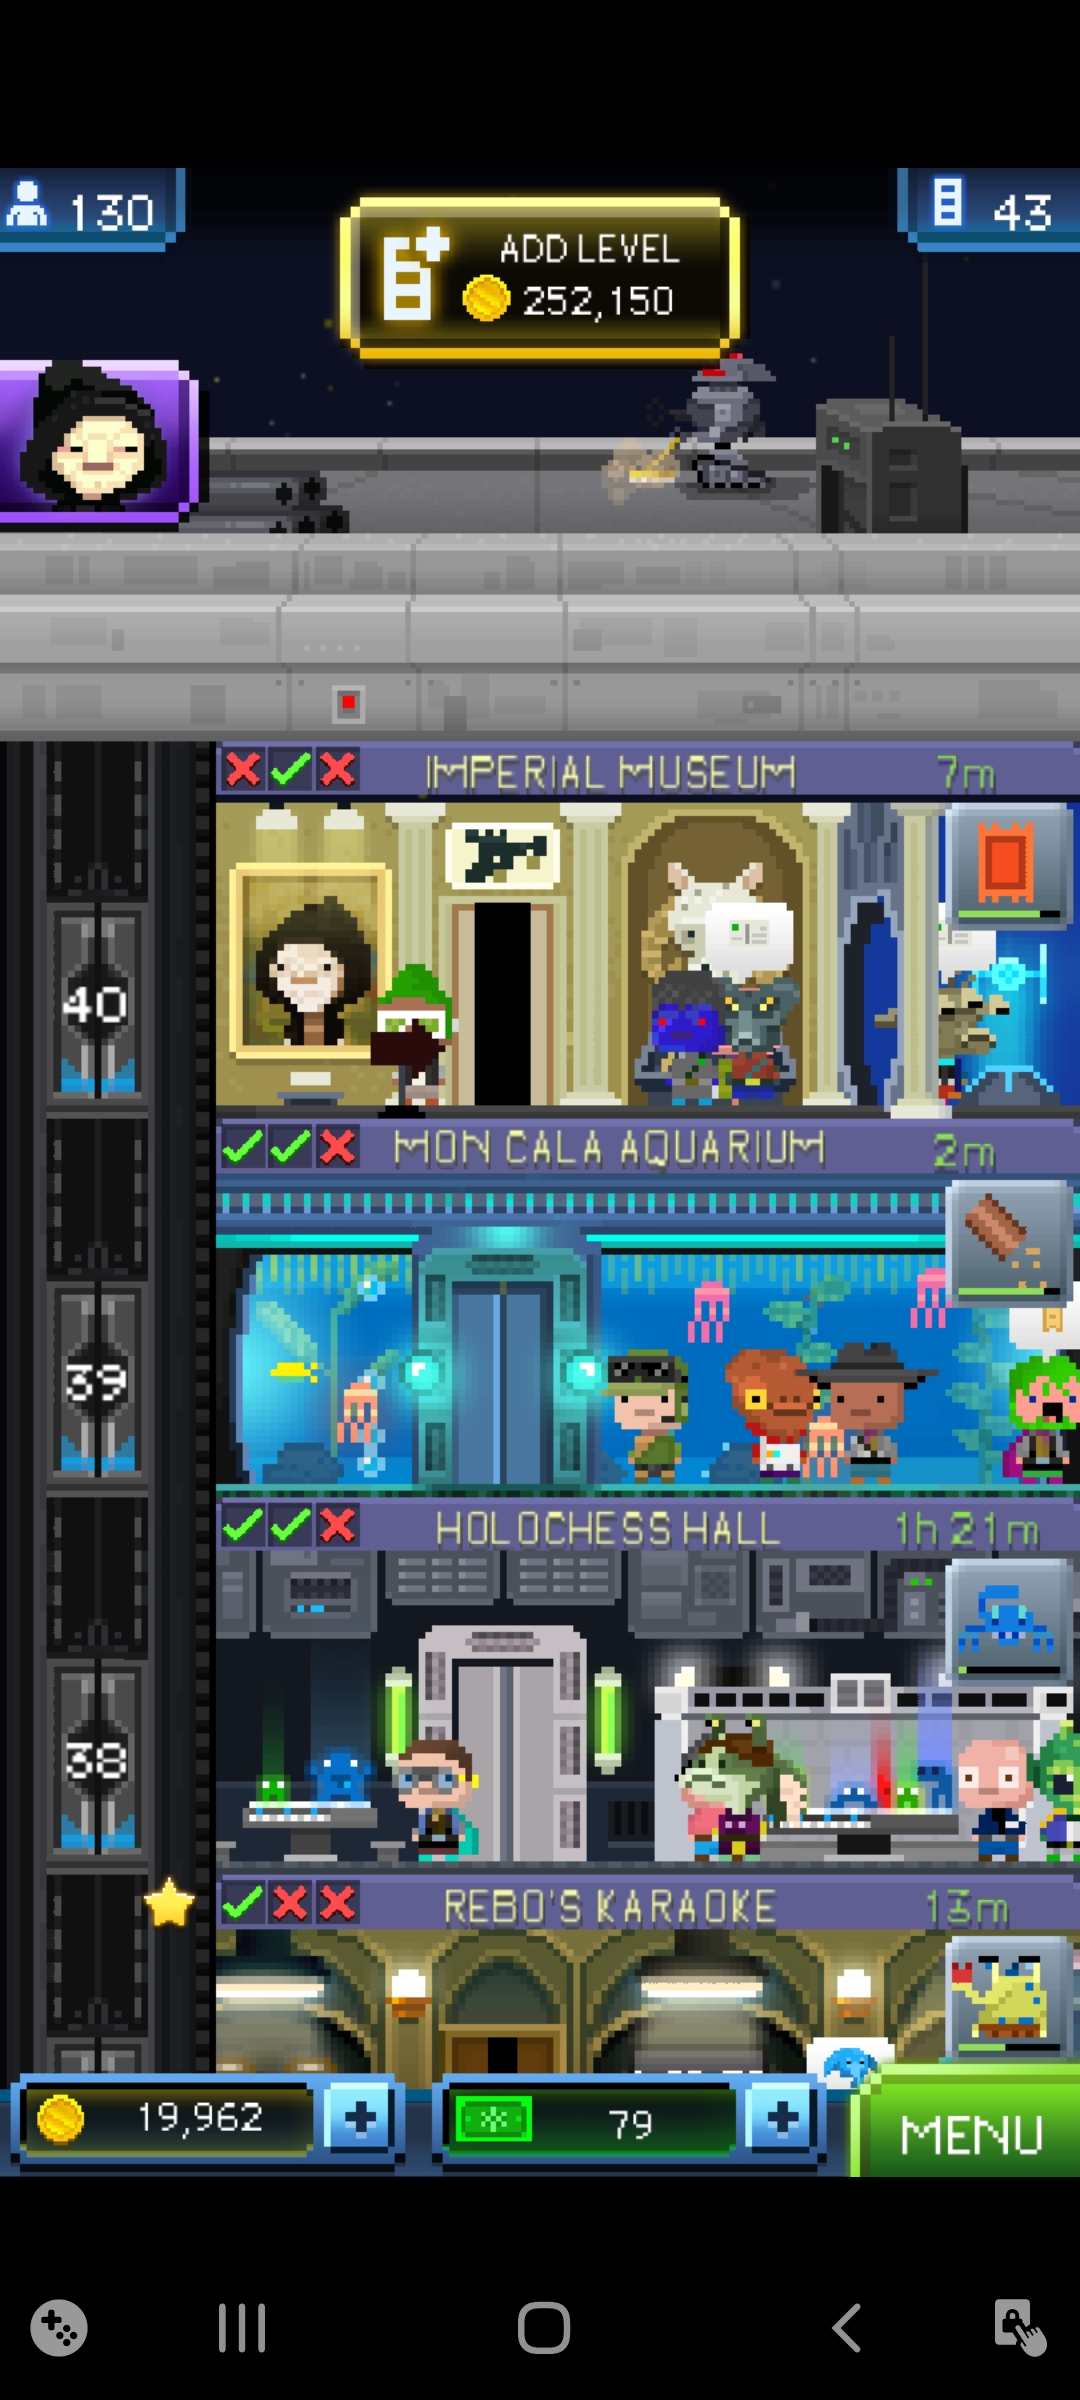 130
ADD LEVEL
252,150
43
IMPERIAL MUSEUM
7m
40
MON CALA AQUARIUM
2m
39
HOLOCHESS HALL
1h 21m
38
REBO'S KARAOKE
13m
19,962
79
MENU